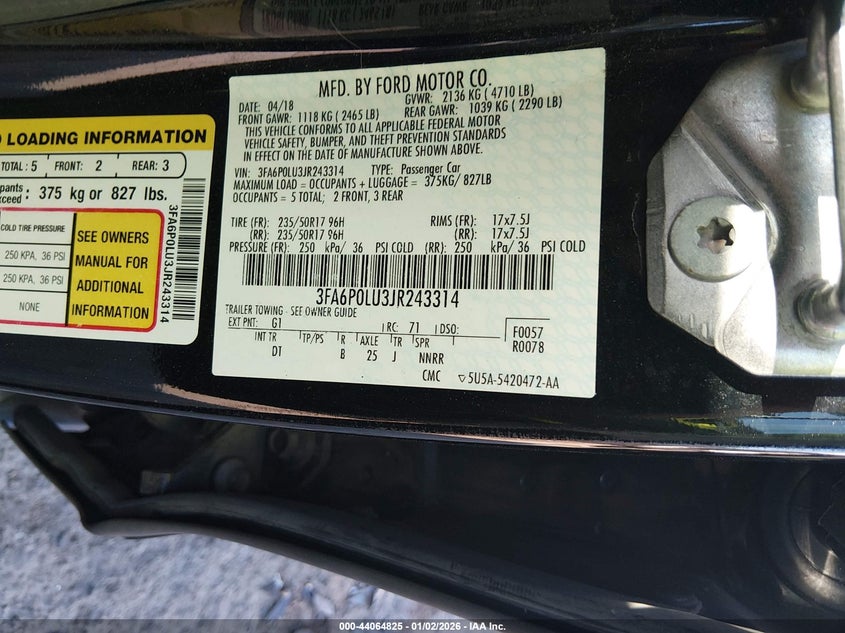 MFD. BY FORD MOTOR CO.
DATE: 04/18 GVWR: 2136 KG (4710 LB)
FRONT GAWR: 1118 KG (2465 LB) REAR GAWR: 1039 KG (2290 LB)
THIS VEHICLE CONFORMS TO ALL APPLICABLE FEDERAL MOTOR
VEHICLE SAFETY, BUMPER, AND THEFT PREVENTION STANDARDS
IN EFFECT ON THE DATE OF MANUFACTURE SHOWN ABOVE.
VIN: 3FA6P0LU3JR243314 TYPE: Passenger Car
MAXIMUM LOAD = OCCUPANTS + LUGGAGE = 375KG/ 827LB
OCCUPANTS = 5 TOTAL; 2 FRONT, 3 REAR
TIRE (FR): 235/50R17 96H RIMS (FR): 17x7.5J
(RR): 235/50R17 96H (RR): 17x7.5J
PRESSURE (FR): 250 kPa/ 36 PSI COLD (RR): 250 kPa/ 36 PSI COLD
3FA6P0LU3JR243314
TRAILER TOWING - SEE OWNER GUIDE
EXT PNT: G1 RC: 71 DSO: F0057
INT TR TP/PS R AXLE TR SPR R0078
DT B 25 J NNRR
CMC 5U5A-5420472-AA
LOADING INFORMATION
TOTAL: 5 FRONT: 2 REAR: 3
375 kg or 827 lbs.
COLD TIRE PRESSURE
250 KPA, 36 PSI
250 KPA, 36 PSI
NONE
SEE OWNERS
MANUAL FOR
ADDITIONAL
INFORMATION
3FA6P0LU3JR243314
000-44064825 - 01/02/2026 - IAA Inc.